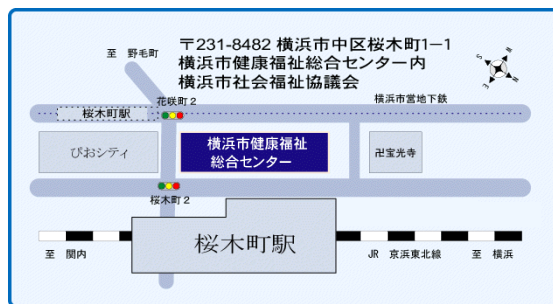 〒231-8482 横浜市中区桜木町1−1
横浜市健康福祉総合センター内
横浜市社会福祉協議会
至 野毛町
N
S
E
花咲町2
横浜市営地下鉄
桜木町駅
ぴおシティ
横浜市健康福祉
総合センター
卍宝光寺
桜木町2
桜木町駅
至 関内
JR 京浜東北線 至 横浜